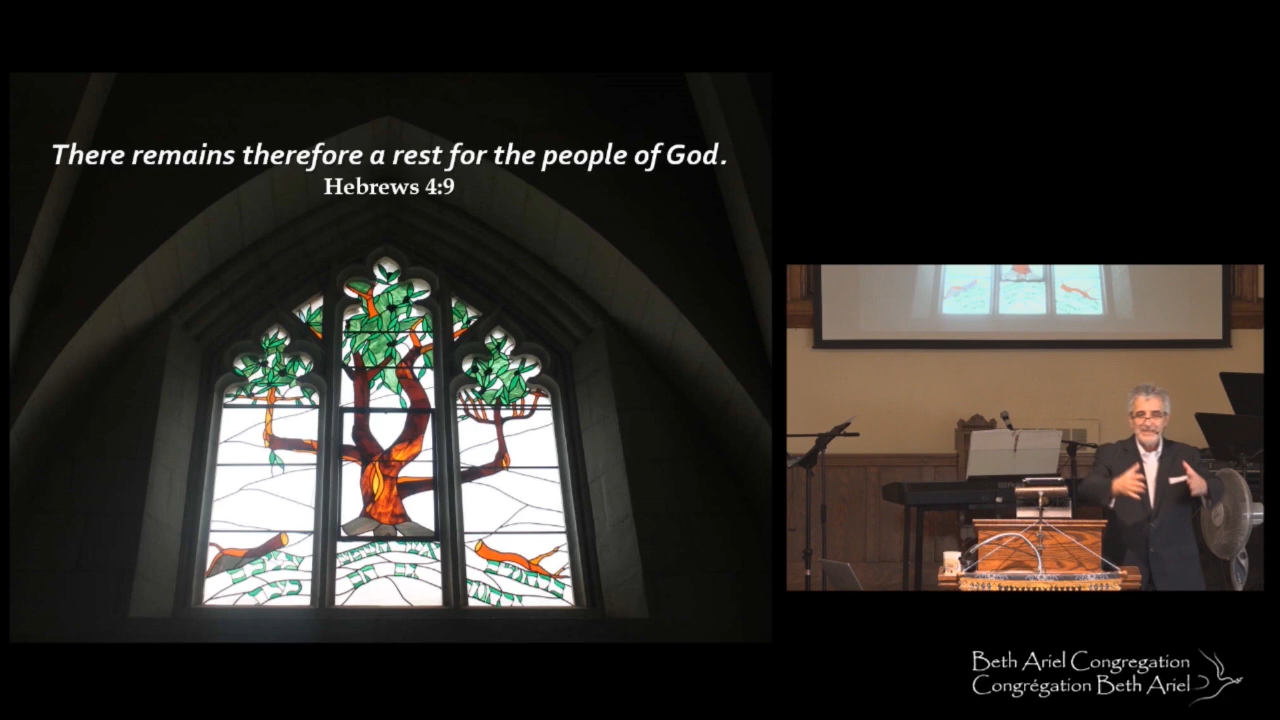 There remains therefore a rest for the people of God.
Hebrews 4:9
Beth Ariel Congregation
Congrégation Beth Ariel